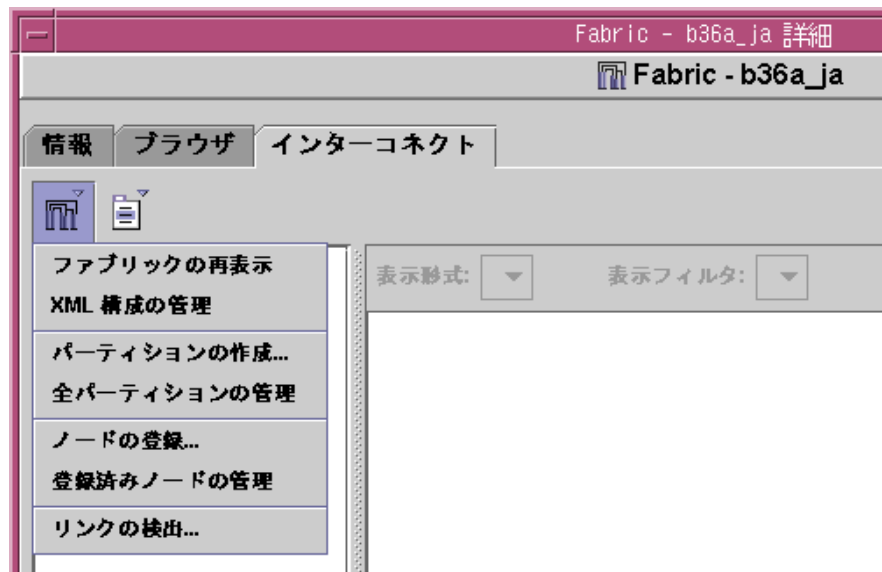 Fabric - b36a_ja 詳細
Fabric - b36a_ja
情報 ブラウザ インターコネクト
ファブリックの再表示
表示形式: 表示フィルタ:
XML 構成の管理
パーティションの作成...
全パーティションの管理
ノードの登録...
登録済みノードの管理
リンクの検出...